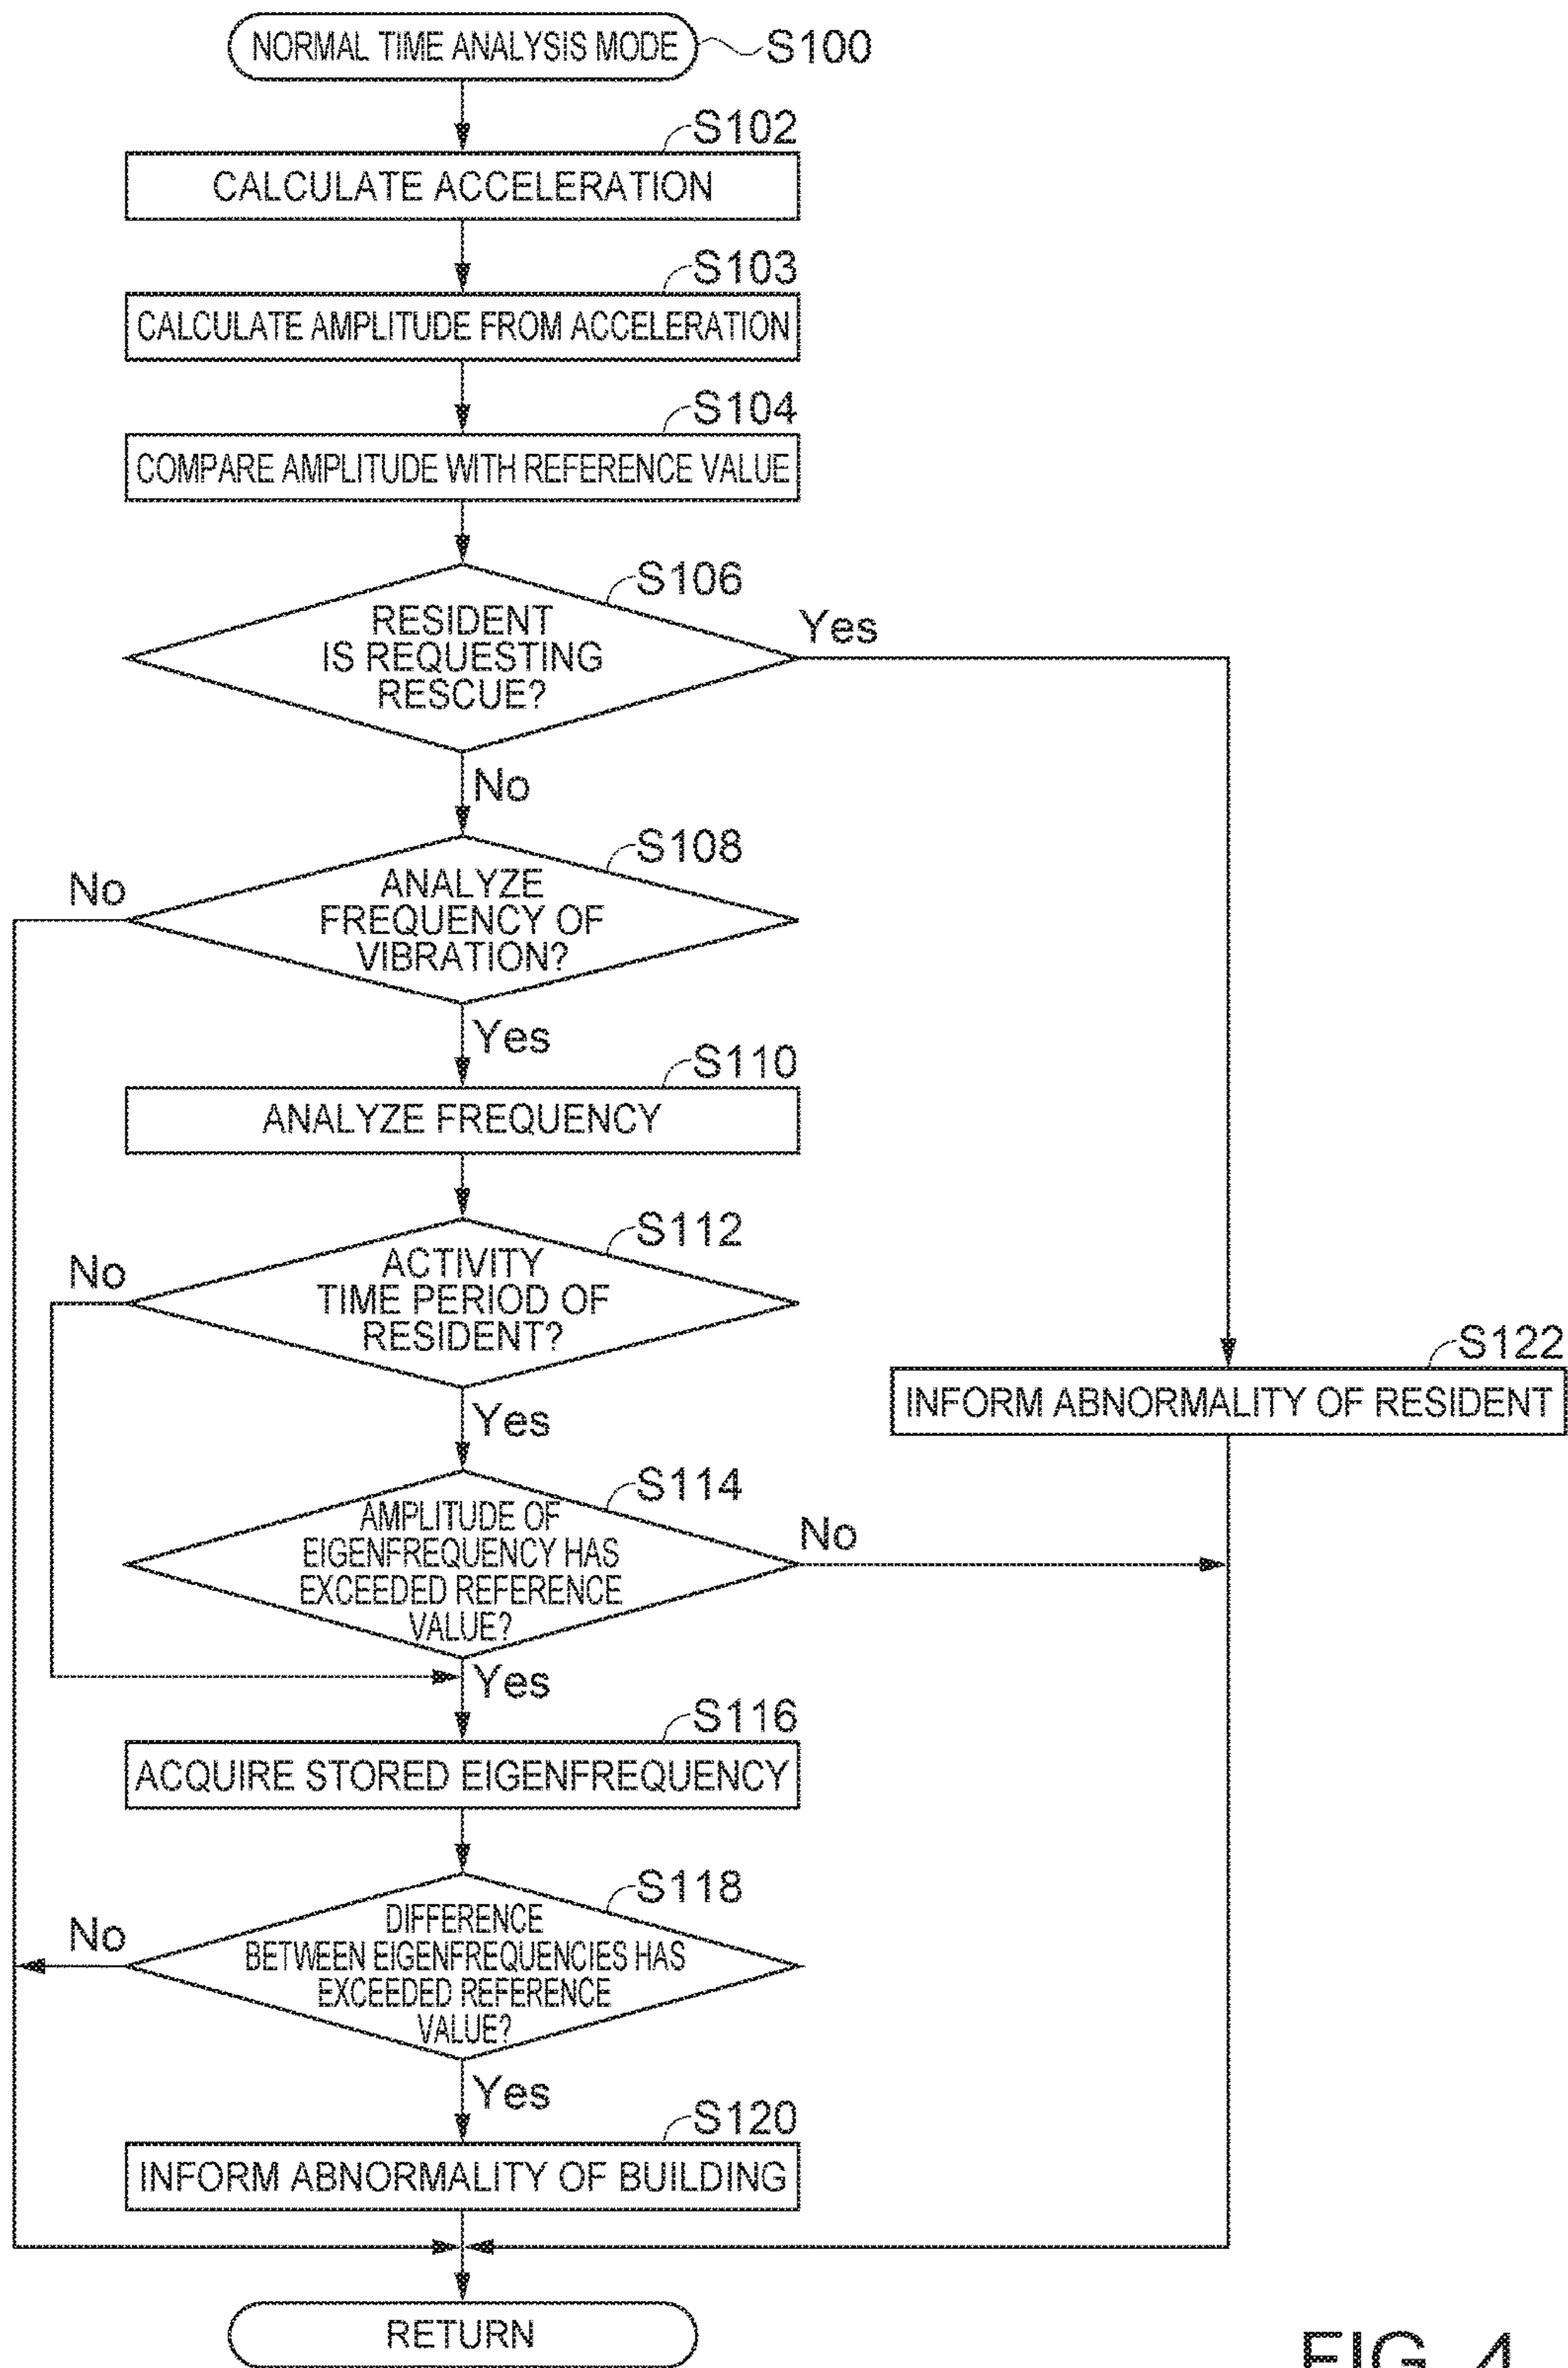 NORMAL TIME ANALYSIS MODE
S100
S102
CALCULATE ACCELERATION
S103
CALCULATE AMPLITUDE FROM ACCELERATION
S104
COMPARE AMPLITUDE WITH REFERENCE VALUE
S106
RESIDENT
IS REQUESTING
RESCUE?
Yes
No
S108
No
ANALYZE
FREQUENCY OF
VIBRATION?
Yes
S110
ANALYZE FREQUENCY
S112
No
ACTIVITY
TIME PERIOD OF
RESIDENT?
S122
INFORM ABNORMALITY OF RESIDENT
Yes
S114
AMPLITUDE OF
EIGENFREQUENCY HAS
EXCEEDED REFERENCE
VALUE?
No
Yes
S116
ACQUIRE STORED EIGENFREQUENCY
S118
No
DIFFERENCE
BETWEEN EIGENFREQUENCIES HAS
EXCEEDED REFERENCE
VALUE?
Yes
S120
INFORM ABNORMALITY OF BUILDING
RETURN
FIG. 4